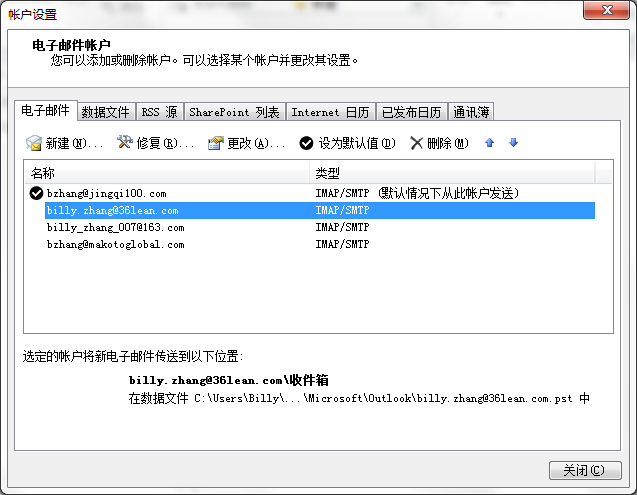 帐户设置
电子邮件帐户
您可以添加或删除帐户。可以选择某个帐户并更改其设置。
电子邮件 数据文件 RSS 源 SharePoint 列表 Internet 日历 已发布日历 通讯簿
新建(N)... 修复(R)... 更改(A)... 设为默认值(D) 删除(M)
名称 类型
bzhang@jingqi100.com IMAP/SMTP (默认情况下从此帐户发送)
billy.zhang@36lean.com IMAP/SMTP
billy_zhang_007@163.com IMAP/SMTP
bzhang@makotoglobal.com IMAP/SMTP
选定的帐户将新电子邮件传送到以下位置:
billy.zhang@36lean.com\收件箱
在数据文件 C:\Users\Billy\...\Microsoft\Outlook\billy.zhang@36lean.com.pst 中
关闭(C)